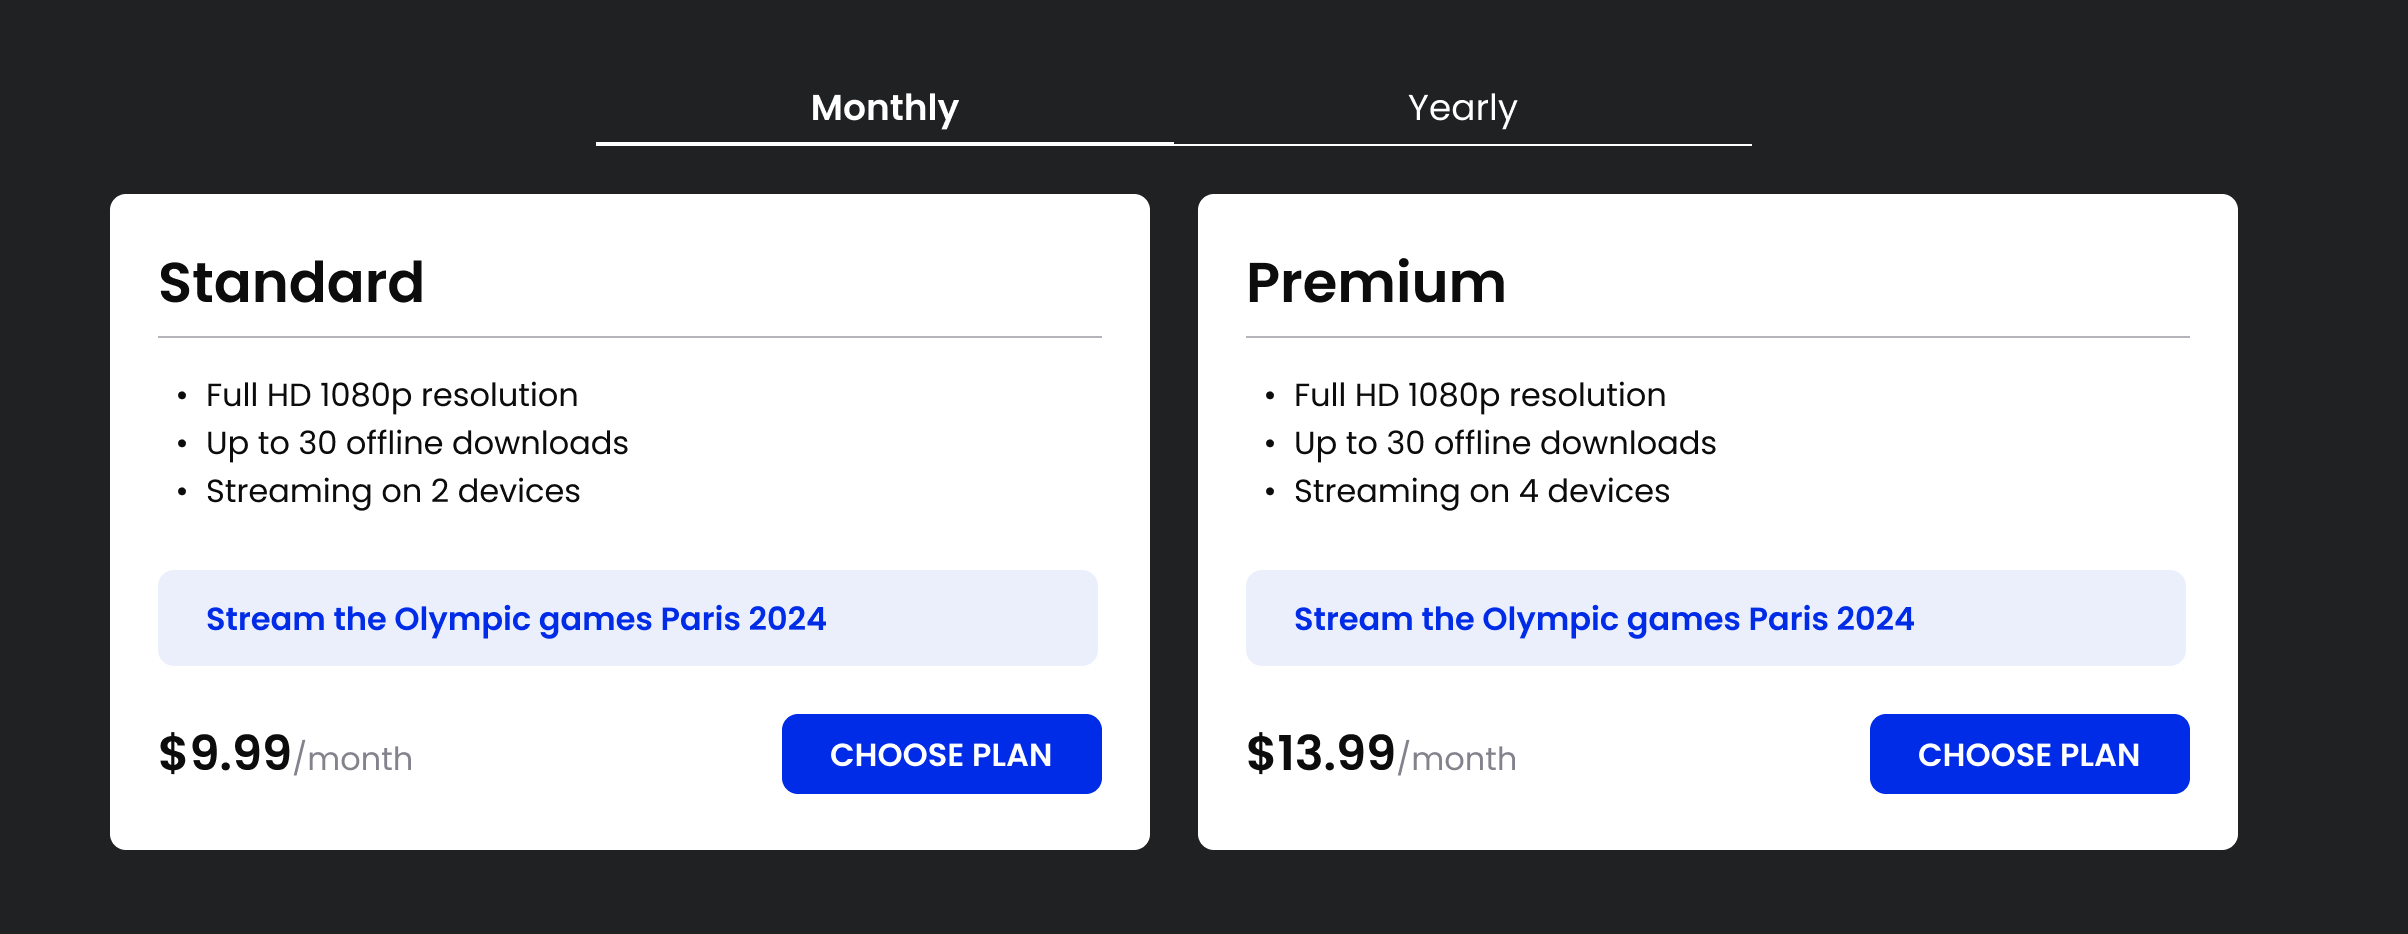 Monthly
Yearly
Standard
• Full HD 1080p resolution
• Up to 30 offline downloads
• Streaming on 2 devices
Stream the Olympic games Paris 2024
$9.99/month
CHOOSE PLAN
Premium
• Full HD 1080p resolution
• Up to 30 offline downloads
• Streaming on 4 devices
Stream the Olympic games Paris 2024
$13.99/month
CHOOSE PLAN